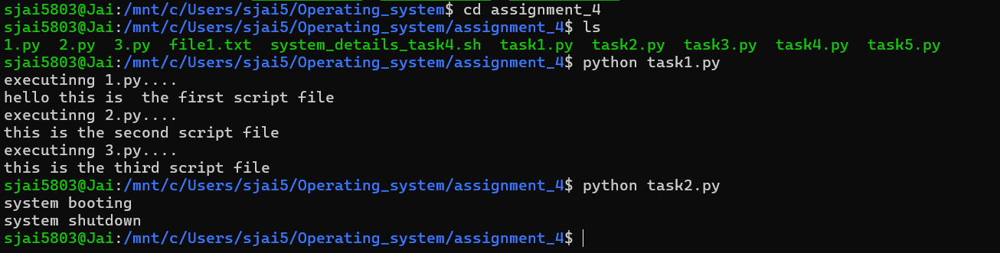 sjai5803@Jai:/mnt/c/Users/sjai5/Operating_system$ cd assignment_4
sjai5803@Jai:/mnt/c/Users/sjai5/Operating_system/assignment_4$ ls
1.py  2.py  3.py  file1.txt  system_details_task4.sh  task1.py  task2.py  task3.py  task4.py  task5.py
sjai5803@Jai:/mnt/c/Users/sjai5/Operating_system/assignment_4$ python task1.py
executinng 1.py....
hello this is  the first script file
executinng 2.py....
this is the second script file
executinng 3.py....
this is the third script file
sjai5803@Jai:/mnt/c/Users/sjai5/Operating_system/assignment_4$ python task2.py
system booting
system shutdown
sjai5803@Jai:/mnt/c/Users/sjai5/Operating_system/assignment_4$